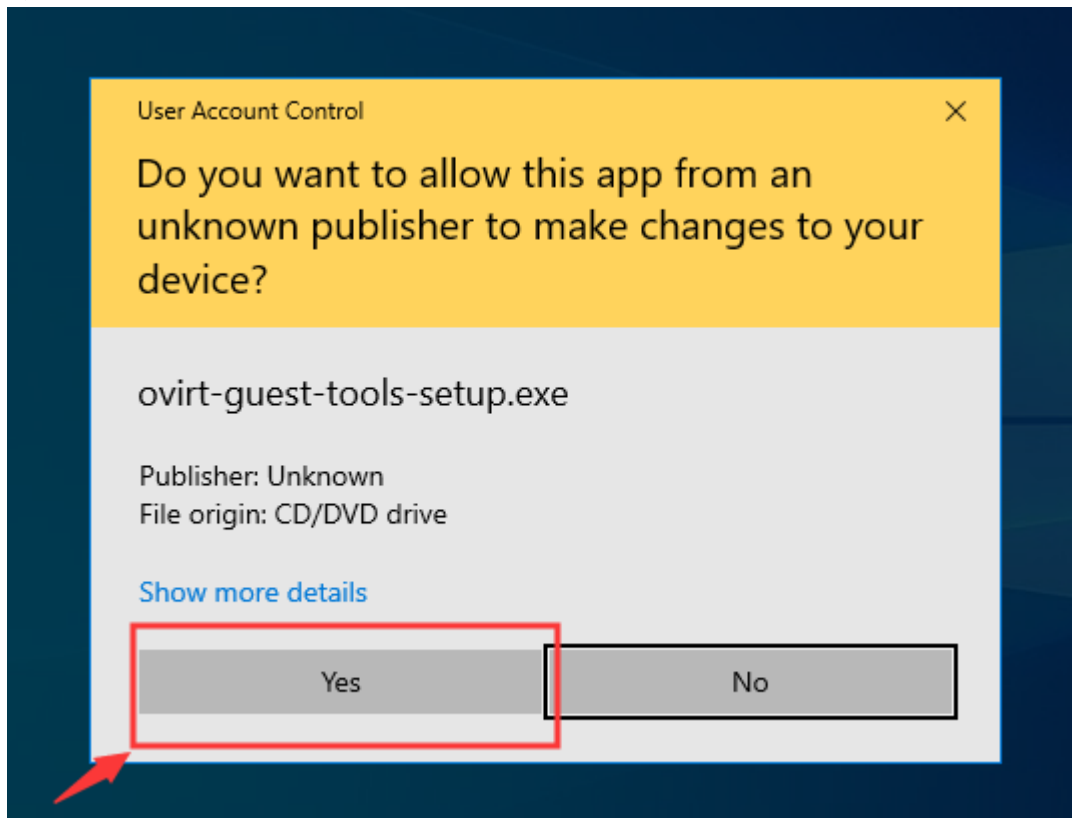 User Account Control
Do you want to allow this app from an
unknown publisher to make changes to your
device?
ovirt-guest-tools-setup.exe
Publisher: Unknown
File origin: CD/DVD drive
Show more details
Yes
No